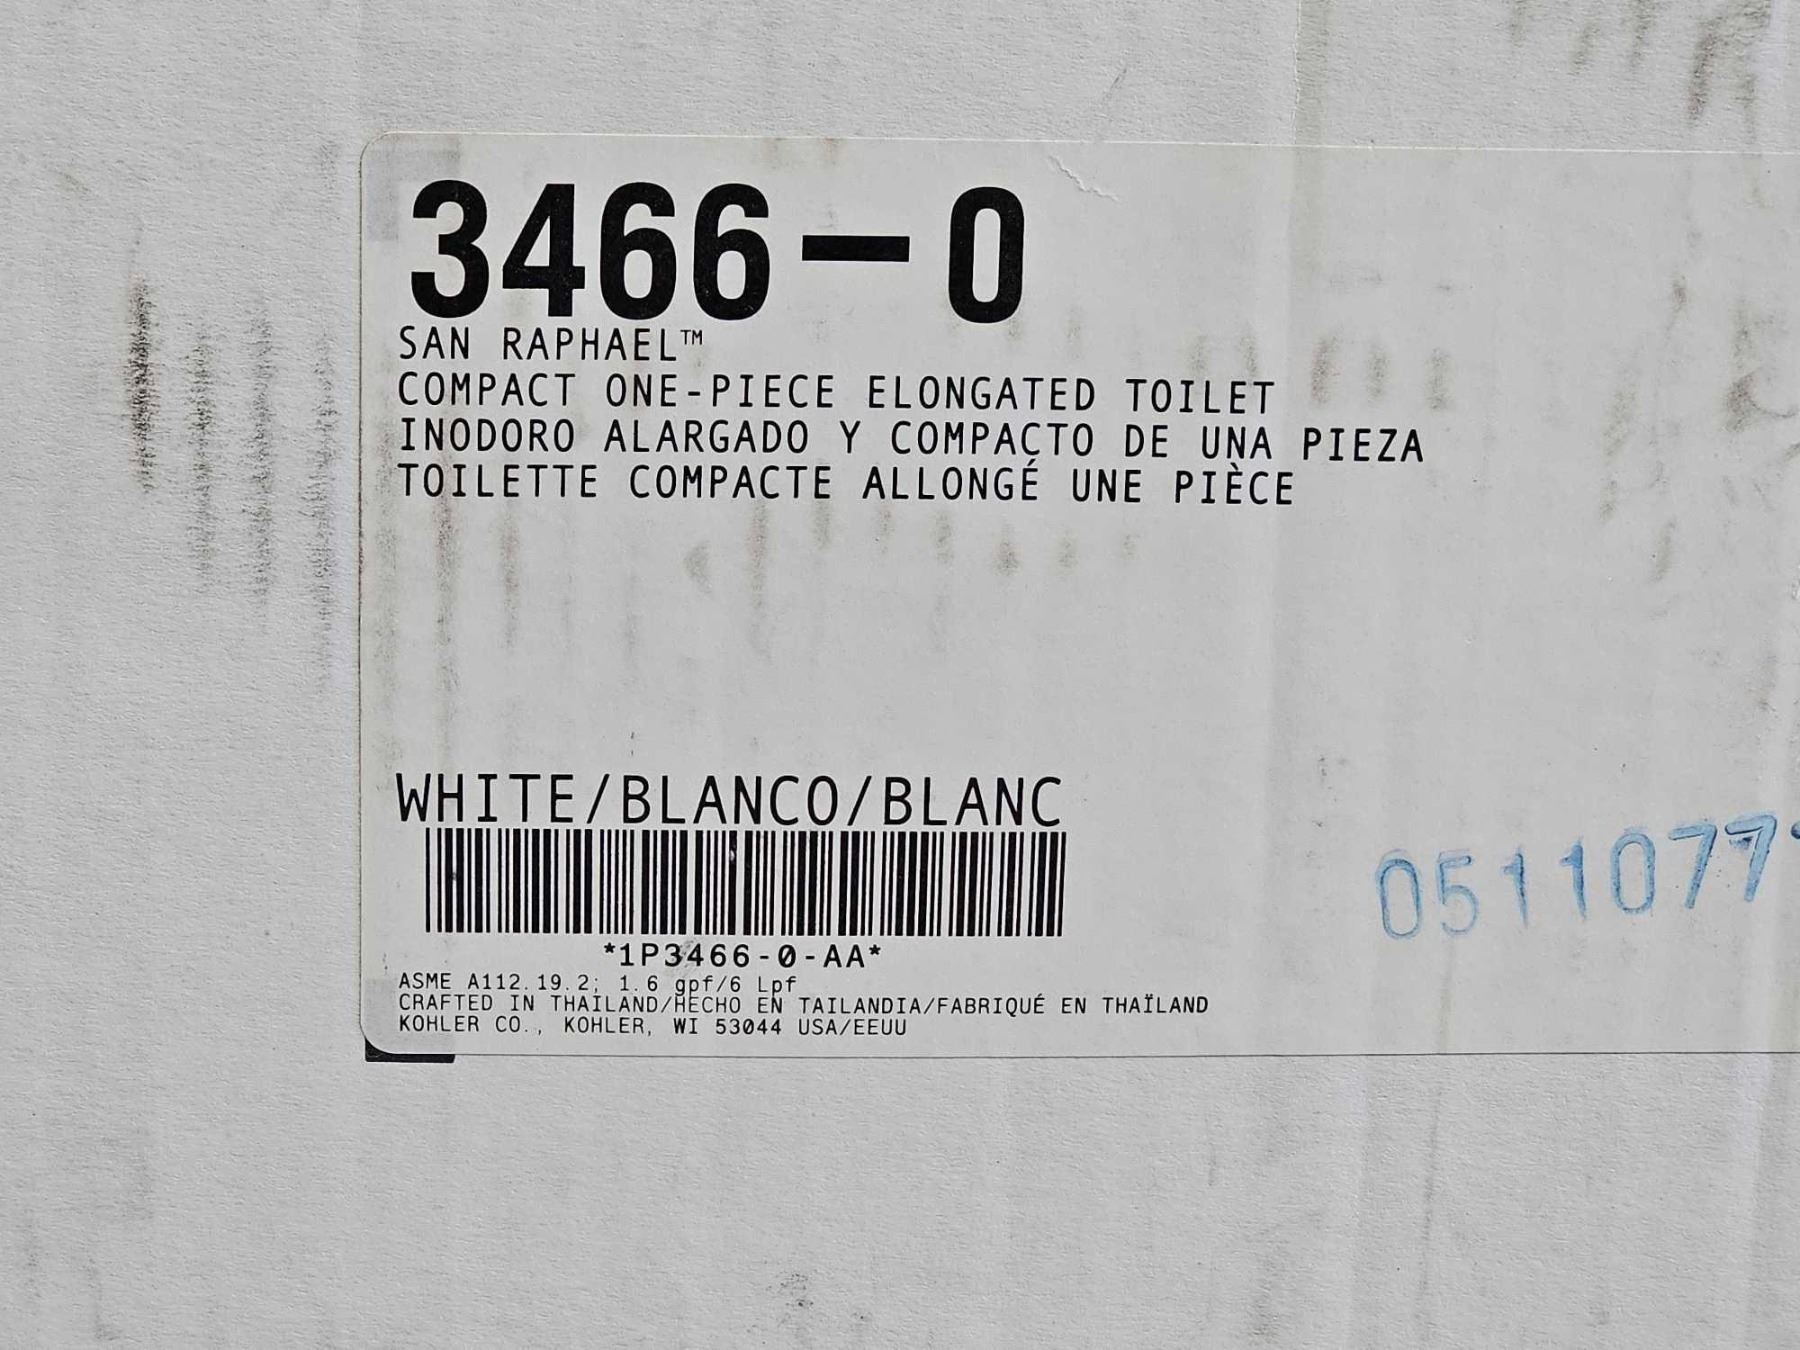 3466-0
SAN RAPHAEL™
COMPACT ONE-PIECE ELONGATED TOILET
INODORO ALARGADO Y COMPACTO DE UNA PIEZA
TOILETTE COMPACTE ALLONGÉ UNE PIÈCE
WHITE/BLANCO/BLANC
0511077
*1P3466-0-AA*
ASME A112.19.2; 1.6 gpf/6 Lpf
CRAFTED IN THAILAND/HECHO EN TAILANDIA/FABRIQUÉ EN THAÏLAND
KOHLER CO., KOHLER, WI 53044 USA/EEUU